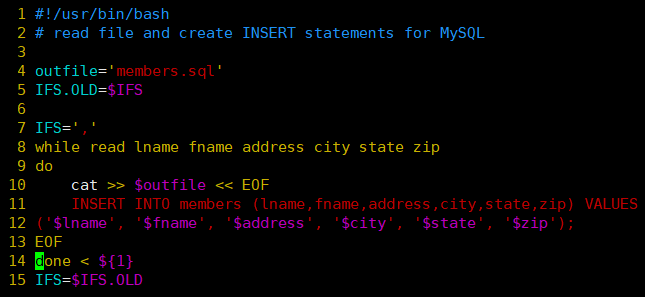 1 #!/usr/bin/bash
2 # read file and create INSERT statements for MySQL
3
4 outfile='members.sql'
5 IFS.OLD=$IFS
6
7 IFS=','
8 while read lname fname address city state zip
9 do
10     cat >> $outfile << EOF
11     INSERT INTO members (lname,fname,address,city,state,zip) VALUES
12 ('$lname', '$fname', '$address', '$city', '$state', '$zip');
13 EOF
14 done < ${1}
15 IFS=$IFS.OLD